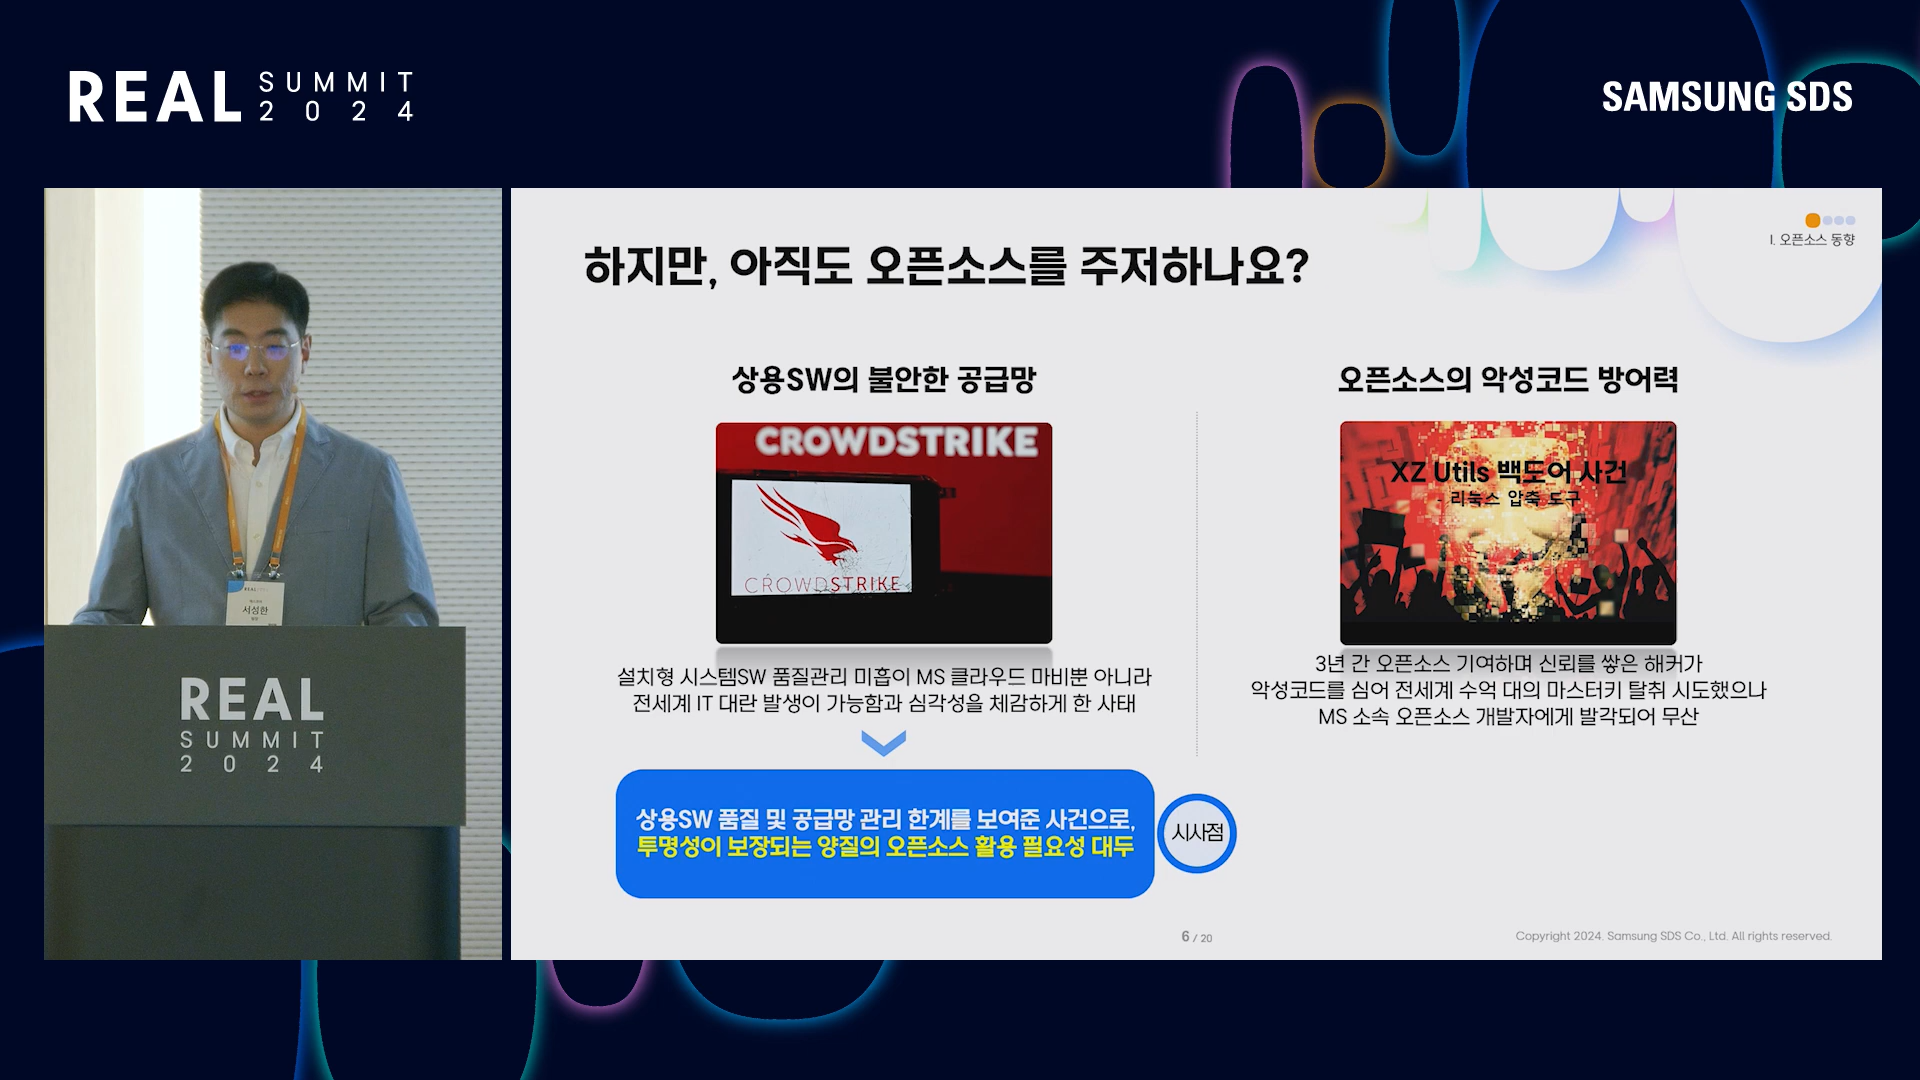 REAL SUMMIT 2024
SAMSUNG SDS
I. 오픈소스 동향
하지만, 아직도 오픈소스를 주저하나요?
상용SW의 불안한 공급망
CROWDSTRIKE
CROWDSTRIKE
설치형 시스템SW 품질관리 미흡이 MS 클라우드 마비뿐 아니라
전세계 IT 대란 발생이 가능함과 심각성을 체감하게 한 사태
상용SW 품질 및 공급망 관리 한계를 보여준 사건으로,
투명성이 보장되는 양질의 오픈소스 활용 필요성 대두
시사점
오픈소스의 악성코드 방어력
XZ Utils 백도어 사건
- 리눅스 압축 도구
3년 간 오픈소스 기여하며 신뢰를 쌓은 해커가
악성코드를 심어 전세계 수억 대의 마스터키 탈취 시도했으나
MS 소속 오픈소스 개발자에게 발각되어 무산
6 / 20
Copyright 2024. Samsung SDS Co., Ltd. All rights reserved.
REAL
서성한
REAL
SUMMIT
2024